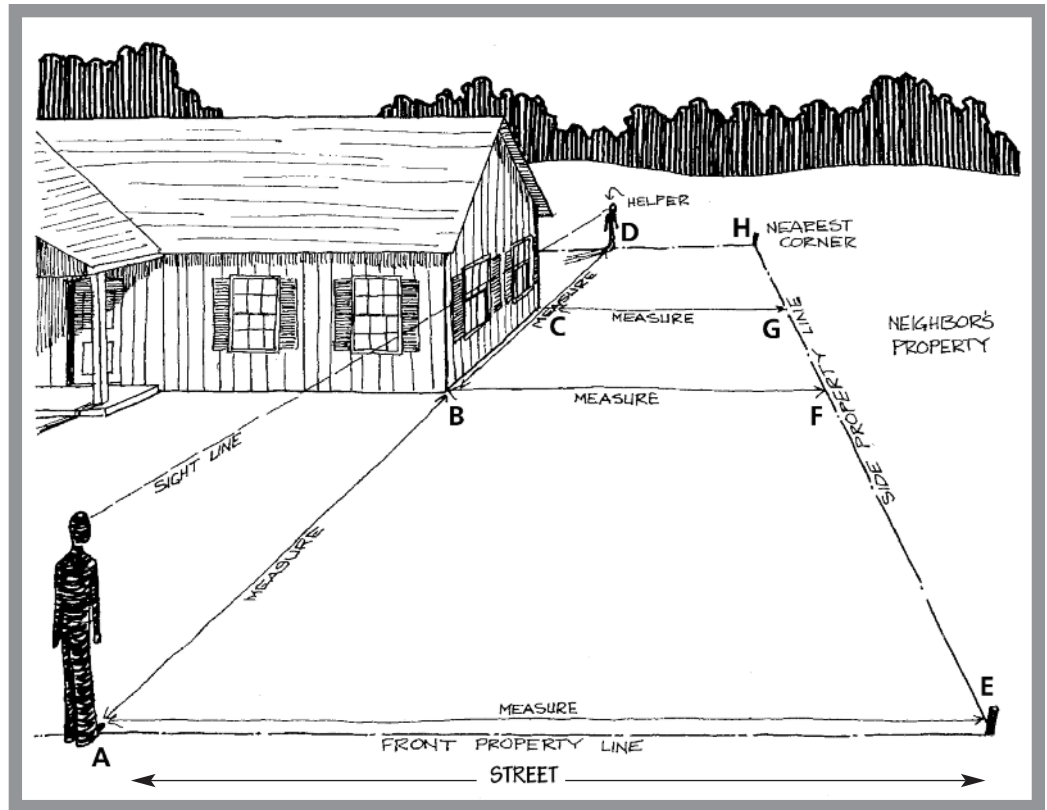 HELPER
D
H
NEAREST
CORNER
MEASURE
C
MEASURE
G
NEIGHBOR'S
PROPERTY
B
MEASURE
F
SIDE PROPERTY LINE
SIGHT LINE
MEASURE
E
MEASURE
A
FRONT PROPERTY LINE
STREET